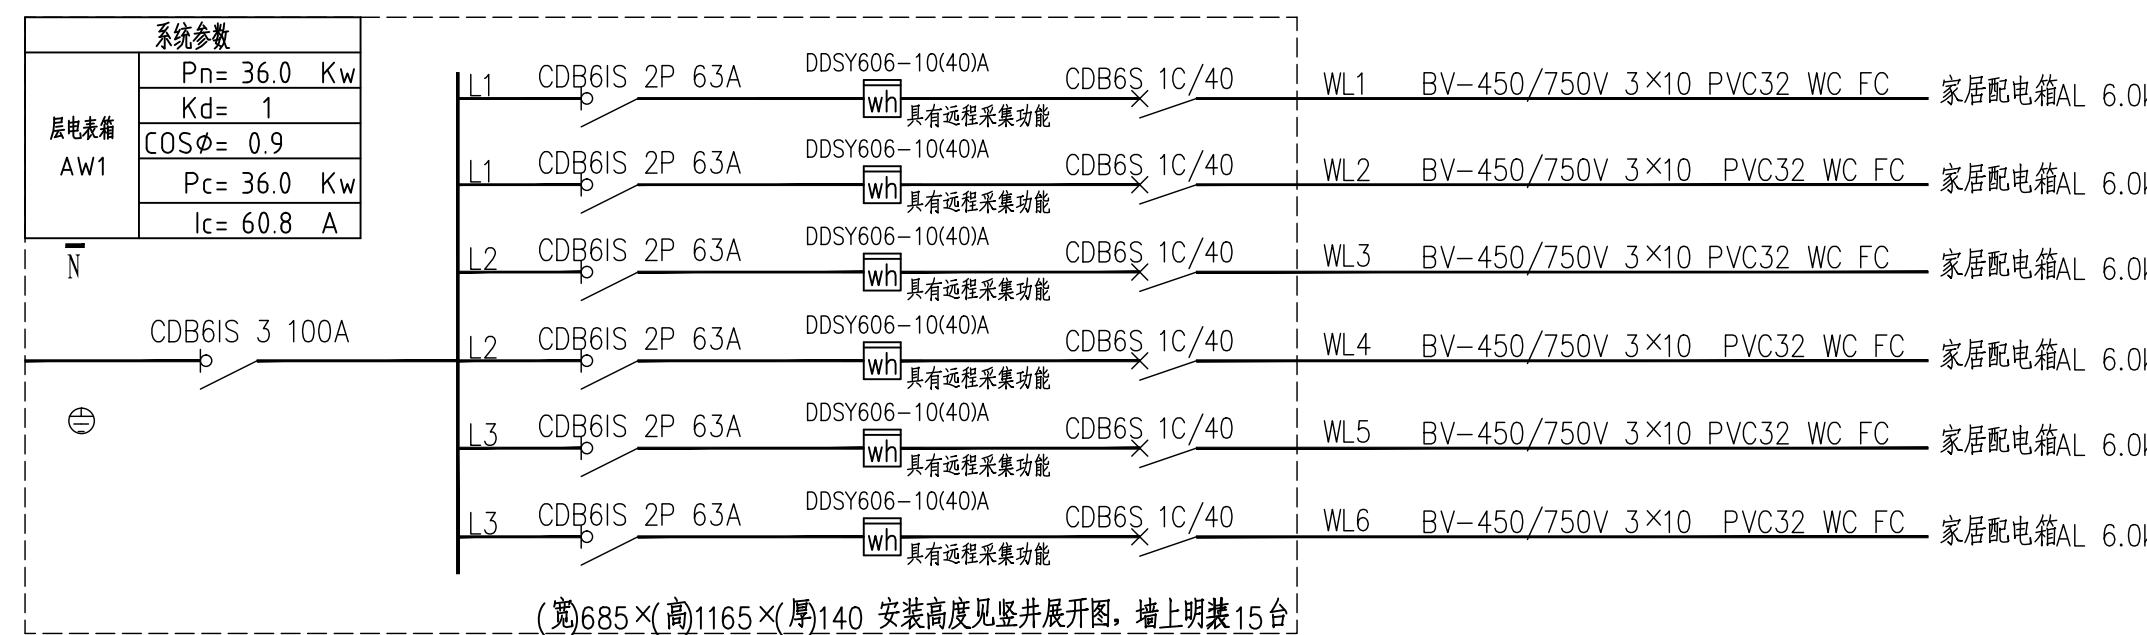 系统参数
层电表箱
AW1
Pn= 36.0 Kw
Kd= 1
COSφ= 0.9
Pc= 36.0 Kw
Ic= 60.8 A
N
CDB6IS 3 100A
L1 CDB6IS 2P 63A DDSY606-10(40)A wh 具有远程采集功能 CDB6S 1C/40 WL1 BV-450/750V 3×10 PVC32 WC FC 家居配电箱AL 6.0
L1 CDB6IS 2P 63A DDSY606-10(40)A wh 具有远程采集功能 CDB6S 1C/40 WL2 BV-450/750V 3×10 PVC32 WC FC 家居配电箱AL 6.0
L2 CDB6IS 2P 63A DDSY606-10(40)A wh 具有远程采集功能 CDB6S 1C/40 WL3 BV-450/750V 3×10 PVC32 WC FC 家居配电箱AL 6.0
L2 CDB6IS 2P 63A DDSY606-10(40)A wh 具有远程采集功能 CDB6S 1C/40 WL4 BV-450/750V 3×10 PVC32 WC FC 家居配电箱AL 6.0
L3 CDB6IS 2P 63A DDSY606-10(40)A wh 具有远程采集功能 CDB6S 1C/40 WL5 BV-450/750V 3×10 PVC32 WC FC 家居配电箱AL 6.0
L3 CDB6IS 2P 63A DDSY606-10(40)A wh 具有远程采集功能 CDB6S 1C/40 WL6 BV-450/750V 3×10 PVC32 WC FC 家居配电箱AL 6.0
(宽)685×(高)1165×(厚)140 安装高度见竖井展开图，墙上明装15台